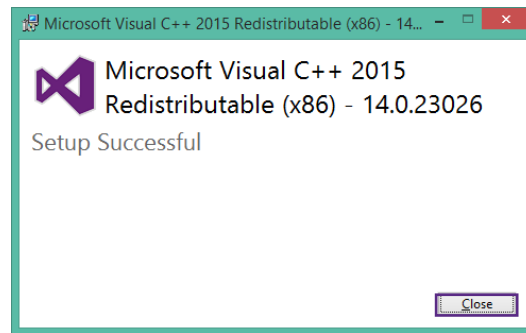 Microsoft Visual C++ 2015 Redistributable (x86) - 14...
Microsoft Visual C++ 2015
Redistributable (x86) - 14.0.23026
Setup Successful
Close